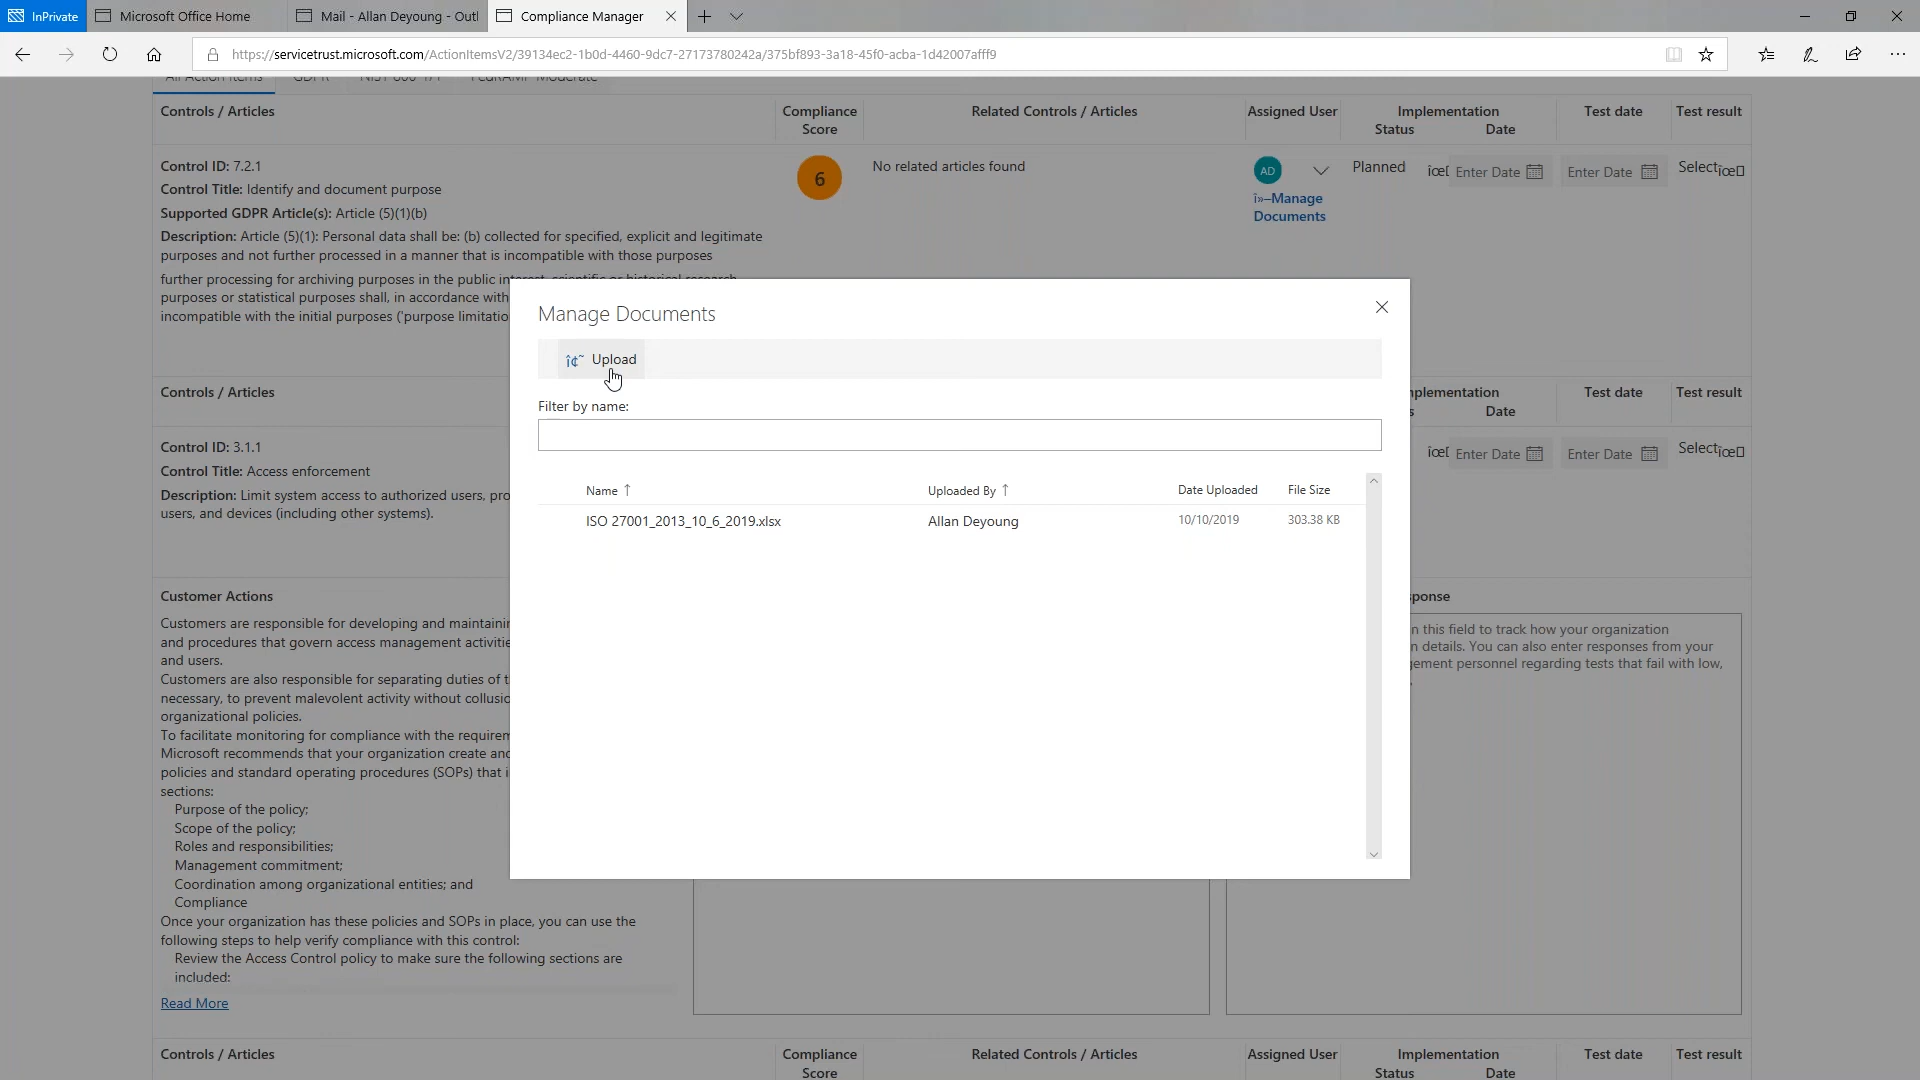 InPrivate
Microsoft Office Home
Mail - Allan Deyoung - Outl
Compliance Manager
https://servicetrust.microsoft.com/ActionItemsV2/39134ec2-1b0d-4460-9dc7-27173780242a/375bf893-3a18-45f0-acba-1d42007afff9
All Action Items GDPR NIST 800-171 FedRAMP Moderate
Controls / Articles
Compliance
Score
Related Controls / Articles
Assigned User
Implementation
Status Date
Test date
Test result
Control ID: 7.2.1
Control Title: Identify and document purpose
Supported GDPR Article(s): Article (5)(1)(b)
Description: Article (5)(1): Personal data shall be: (b) collected for specified, explicit and legitimate
purposes and not further processed in a manner that is incompatible with those purposes
further processing for archiving purposes in the public interest, scientific or historical research
purposes or statistical purposes shall, in accordance with
incompatible with the initial purposes ('purpose limitatio
6
No related articles found
AD
î»–Manage
Documents
Planned
îœ
Enter Date
Enter Date
Selectîœ
Manage Documents
î¢˜ Upload
Filter by name:
Name ↑
Uploaded By ↑
Date Uploaded
File Size
ISO 27001_2013_10_6_2019.xlsx
Allan Deyoung
10/10/2019
303.38 KB
Controls / Articles
plementation
s Date
Test date
Test result
Control ID: 3.1.1
Control Title: Access enforcement
Description: Limit system access to authorized users, pro
users, and devices (including other systems).
îœ
Enter Date
Enter Date
Selectîœ
Customer Actions
Customers are responsible for developing and maintainin
and procedures that govern access management activitie
and users.
Customers are also responsible for separating duties of t
necessary, to prevent malevolent activity without collusio
organizational policies.
To facilitate monitoring for compliance with the requirem
Microsoft recommends that your organization create and
policies and standard operating procedures (SOPs) that i
sections:
Purpose of the policy;
Scope of the policy;
Roles and responsibilities;
Management commitment;
Coordination among organizational entities; and
Compliance
Once your organization has these policies and SOPs in place, you can use the
following steps to help verify compliance with this control:
Review the Access Control policy to make sure the following sections are
included:
Read More
sponse
n this field to track how your organization
n details. You can also enter responses from your
gement personnel regarding tests that fail with low,
.
Controls / Articles
Compliance
Score
Related Controls / Articles
Assigned User
Implementation
Status Date
Test date
Test result